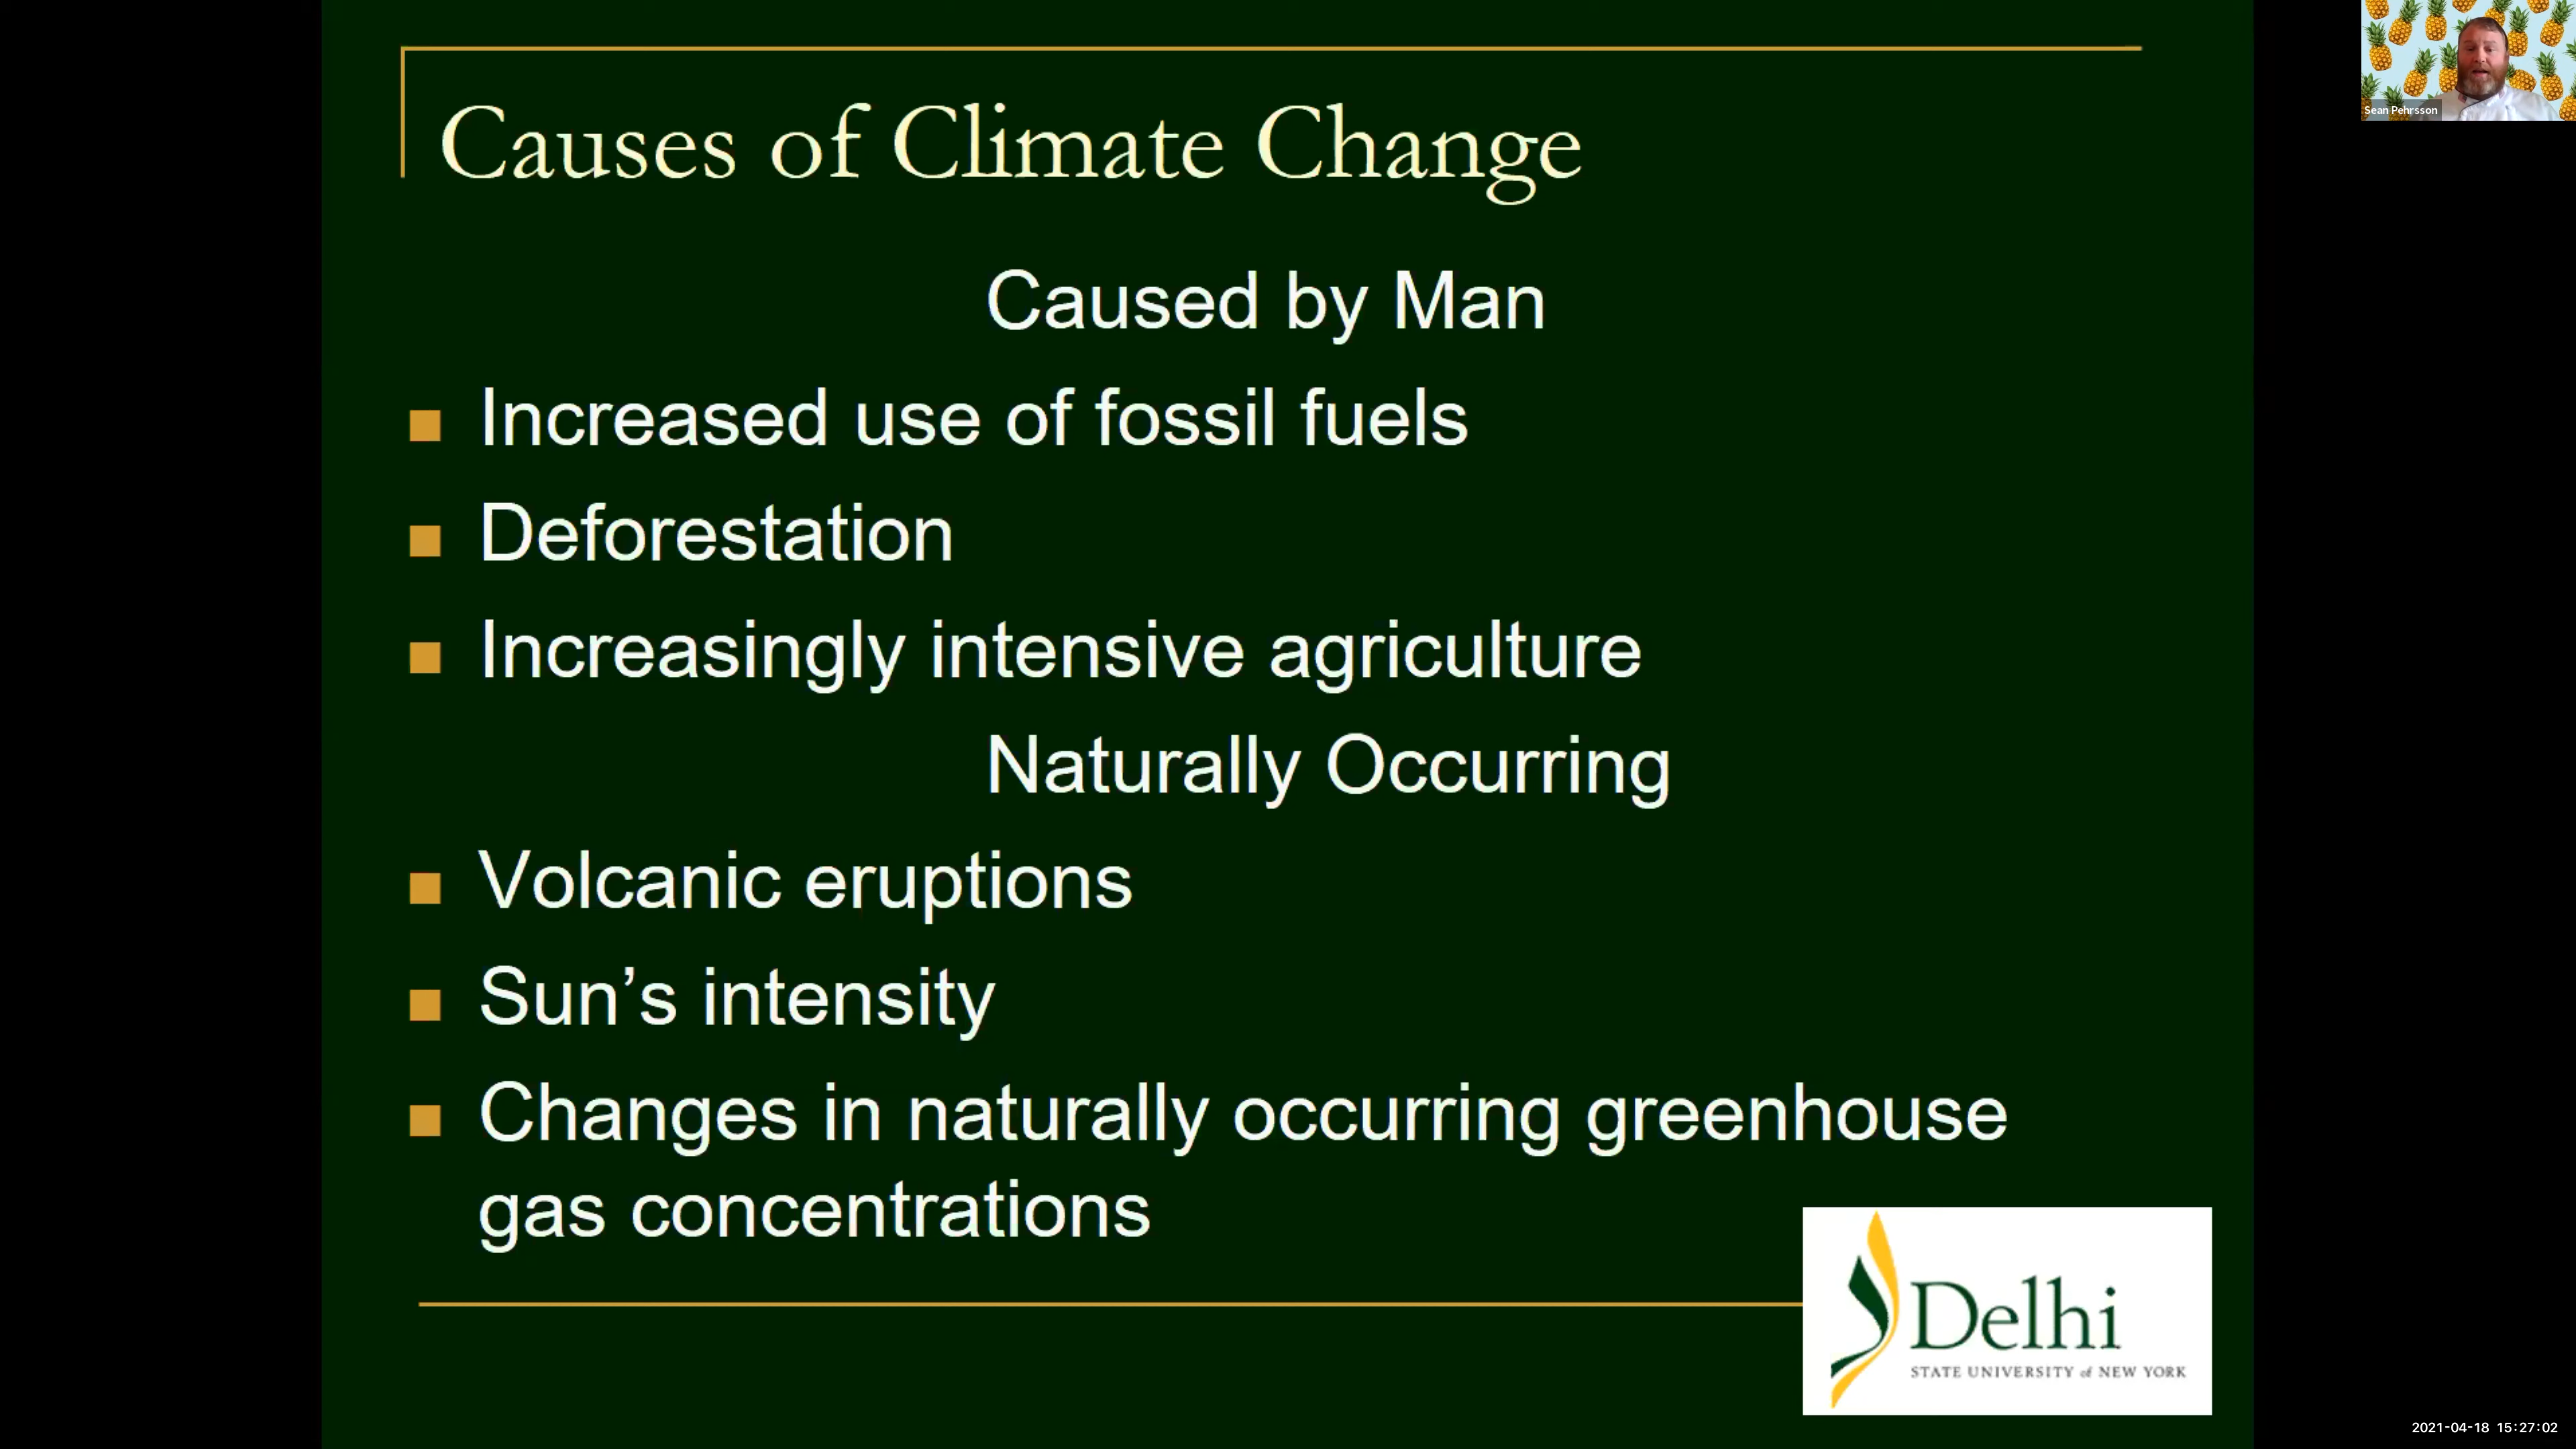 Causes of Climate Change
Sean Pehrsson
Caused by Man
Increased use of fossil fuels
Deforestation
Increasingly intensive agriculture
Naturally Occurring
Volcanic eruptions
Sun’s intensity
Changes in naturally occurring greenhouse
gas concentrations
Delhi
STATE UNIVERSITY of NEW YORK
2021-04-18 15:27:02